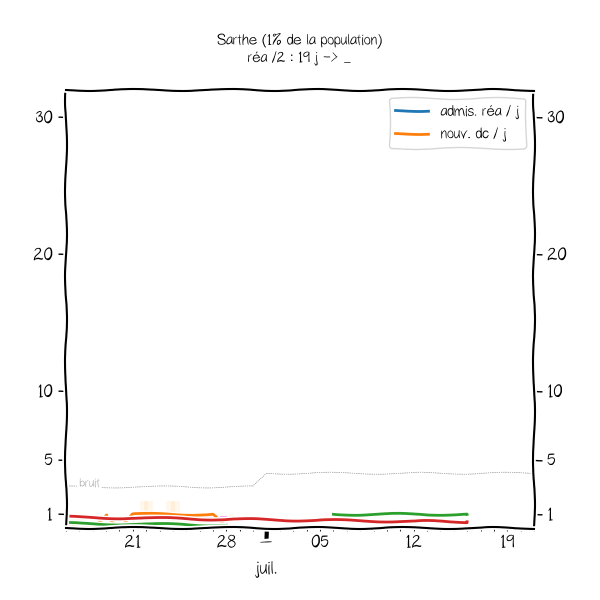 Sarthe (1% de la population)
réa /2 : 19 j -> _
admis. réa / j
nouv. dc / j
30 30
20 20
10 10
5 5
bruit
1 1
21 28 _ 05 12 19
juil.